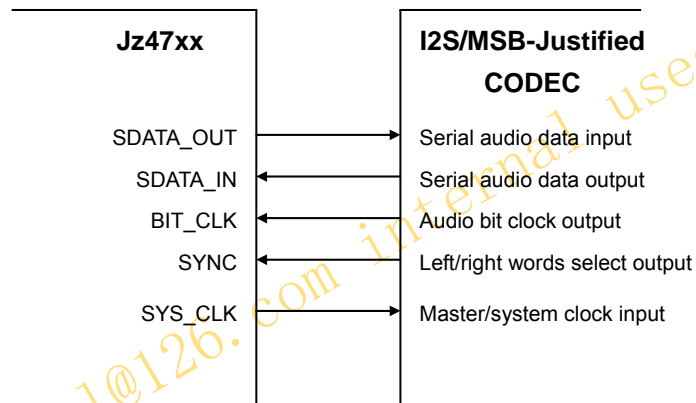 Jz47xx
I2S/MSB-Justified
CODEC
SDATA_OUT
Serial audio data input
SDATA_IN
Serial audio data output
BIT_CLK
Audio bit clock output
SYNC
Left/right words select output
SYS_CLK
Master/system clock input
@126.com internal